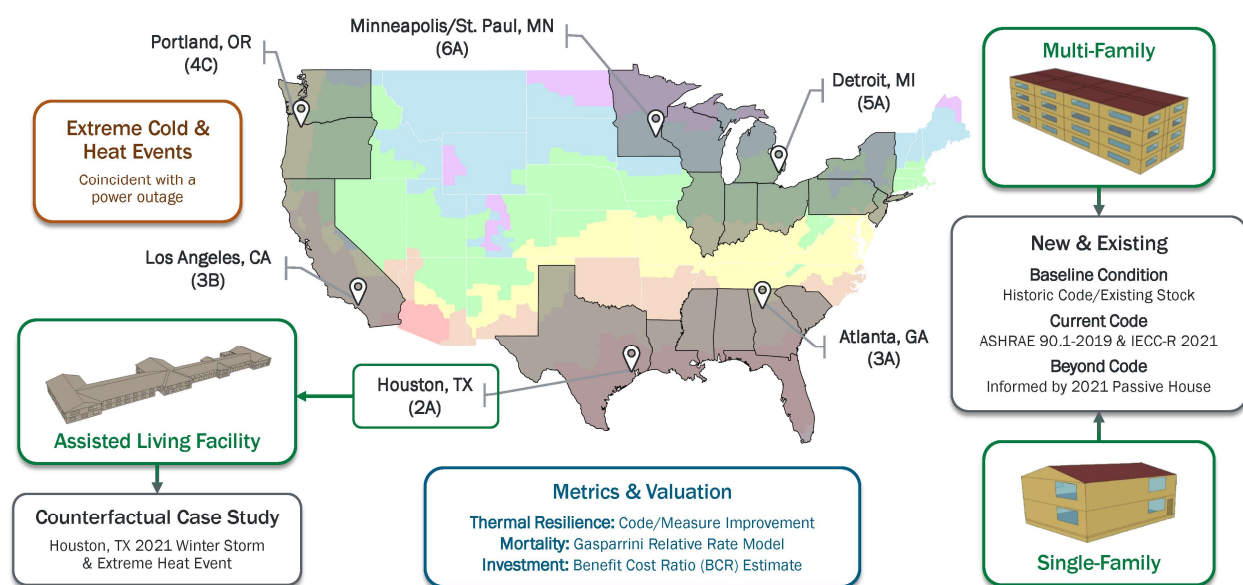 Minneapolis/St. Paul, MN
(6A)
Portland, OR
(4C)
Detroit, MI
(5A)
Multi-Family
Extreme Cold &
Heat Events
Coincident with a
power outage
Los Angeles, CA
(3B)
New & Existing
Baseline Condition
Historic Code/Existing Stock
Current Code
ASHRAE 90.1-2019 & IECC-R 2021
Beyond Code
Informed by 2021 Passive House
Atlanta, GA
(3A)
Houston, TX
(2A)
Assisted Living Facility
Counterfactual Case Study
Houston, TX 2021 Winter Storm
& Extreme Heat Event
Metrics & Valuation
Thermal Resilience: Code/Measure Improvement
Mortality: Gasparrini Relative Rate Model
Investment: Benefit Cost Ratio (BCR) Estimate
Single-Family